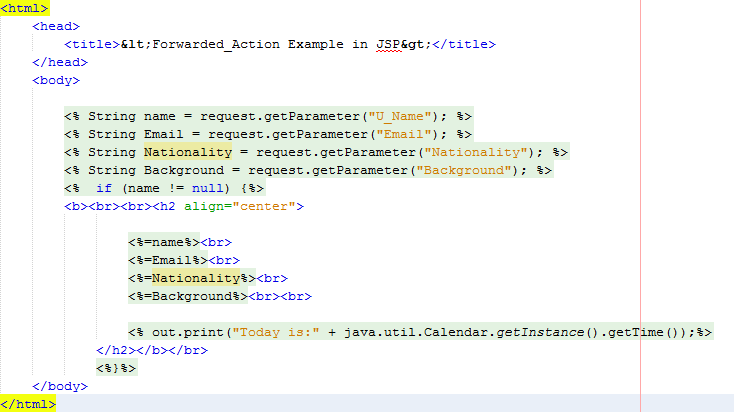 <html>
<head>
<title>&lt;Forwarded_Action Example in JSP&gt;</title>
</head>
<body>
<% String name = request.getParameter("U_Name"); %>
<% String Email = request.getParameter("Email"); %>
<% String Nationality = request.getParameter("Nationality"); %>
<% String Background = request.getParameter("Background"); %>
<%  if (name != null) {%>
<b><br><br><h2 align="center">
<%=name%><br>
<%=Email%><br>
<%=Nationality%><br>
<%=Background%><br><br>
<% out.print("Today is:" + java.util.Calendar.getInstance().getTime());%>
</h2></b></br>
<%}%>
</body>
</html>